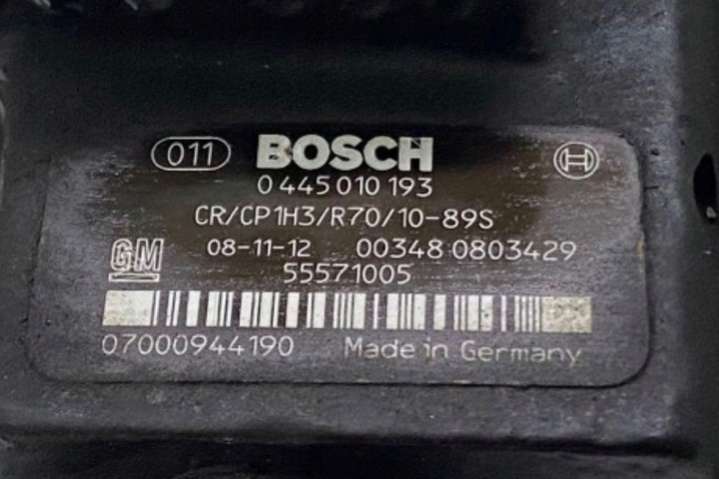 011 BOSCH
0 445 010 193
CR/CP1H3/R70/10-89S
GM 08-11-12 00348 0803429
55571005
07000944190 Made in Germany